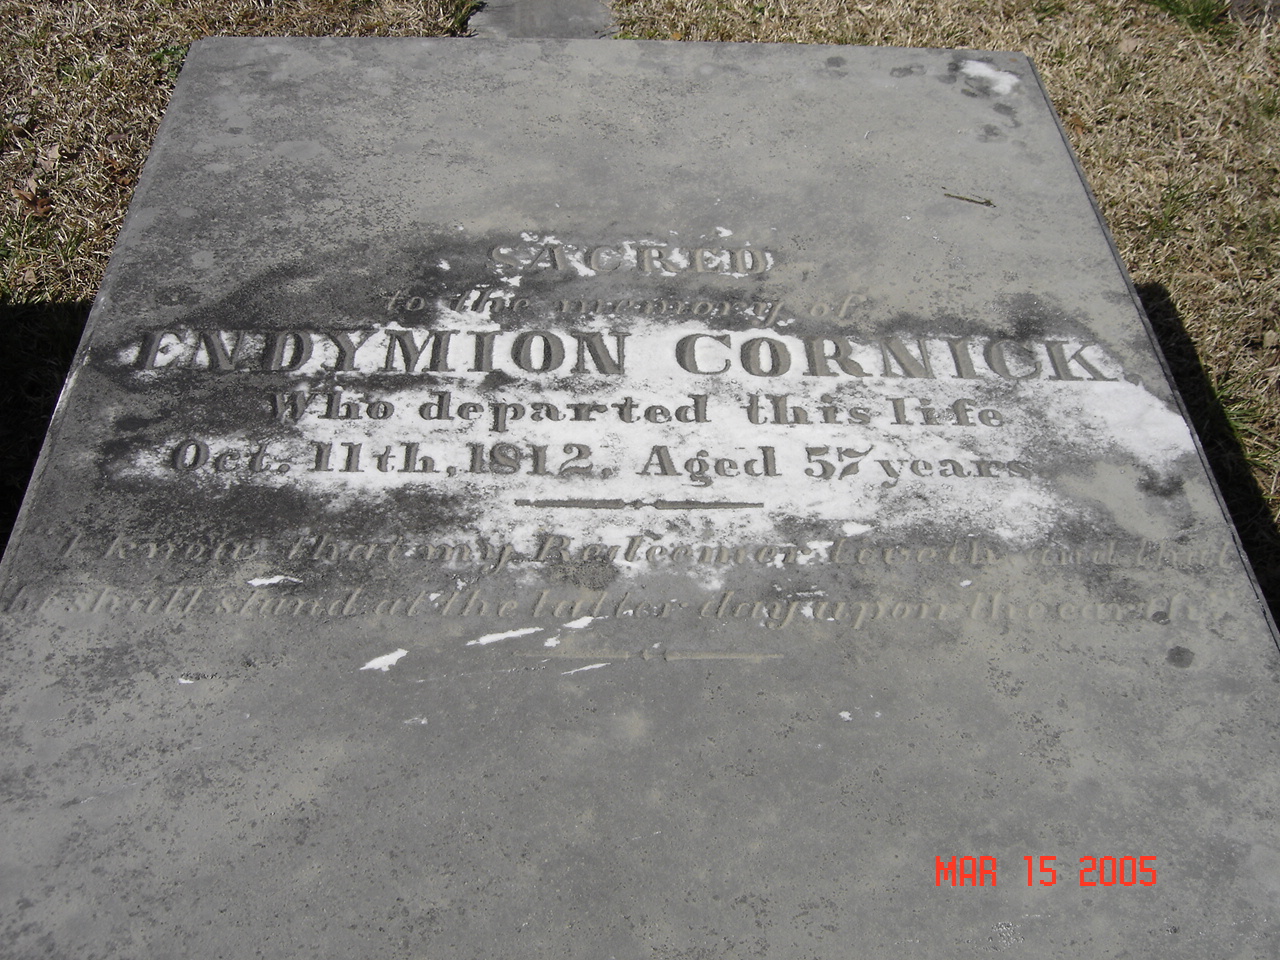 SACRED
to the memory of
ENDYMION CORNICK,
Who departed this life
Oct. 11th, 1812, Aged 57 years
I know that my Redeemer liveth and that
he shall stand at the latter day upon the earth.
MAR 15 2005